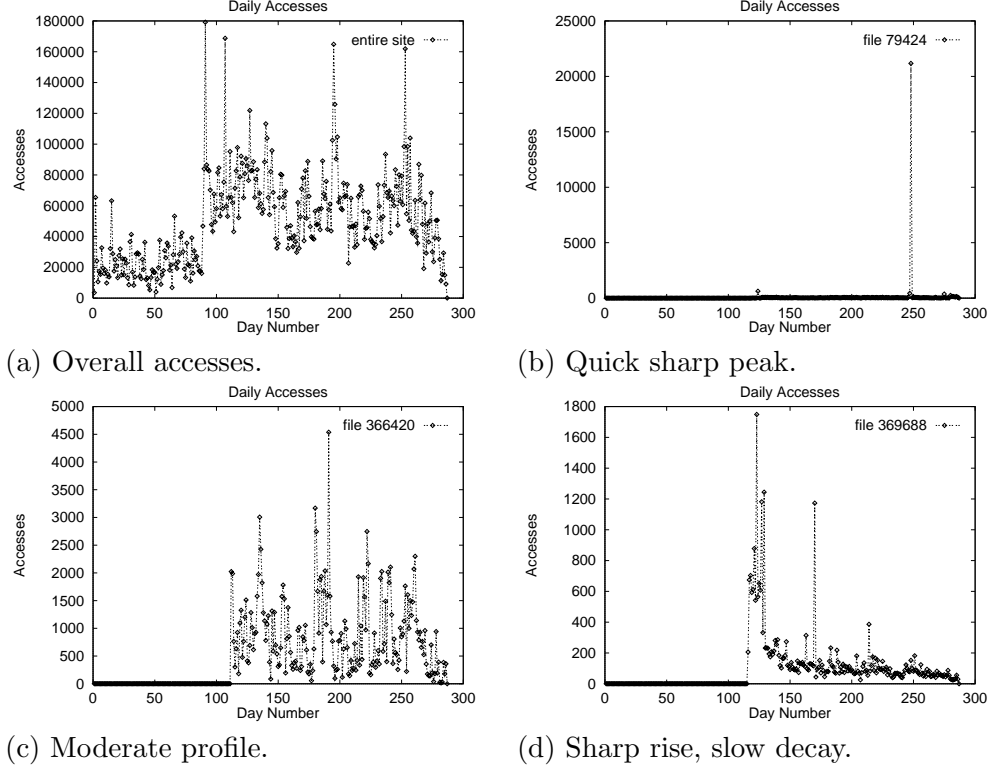 Daily Accesses
180000
160000
140000
120000
100000
80000
60000
40000
20000
0
Accesses
entire site
0 50 100 150 200 250 300
Day Number
(a) Overall accesses.
Daily Accesses
25000
20000
15000
10000
5000
0
Accesses
file 79424
0 50 100 150 200 250 300
Day Number
(b) Quick sharp peak.
Daily Accesses
5000
4500
4000
3500
3000
2500
2000
1500
1000
500
0
Accesses
file 366420
0 50 100 150 200 250 300
Day Number
(c) Moderate profile.
Daily Accesses
1800
1600
1400
1200
1000
800
600
400
200
0
Accesses
file 369688
0 50 100 150 200 250 300
Day Number
(d) Sharp rise, slow decay.